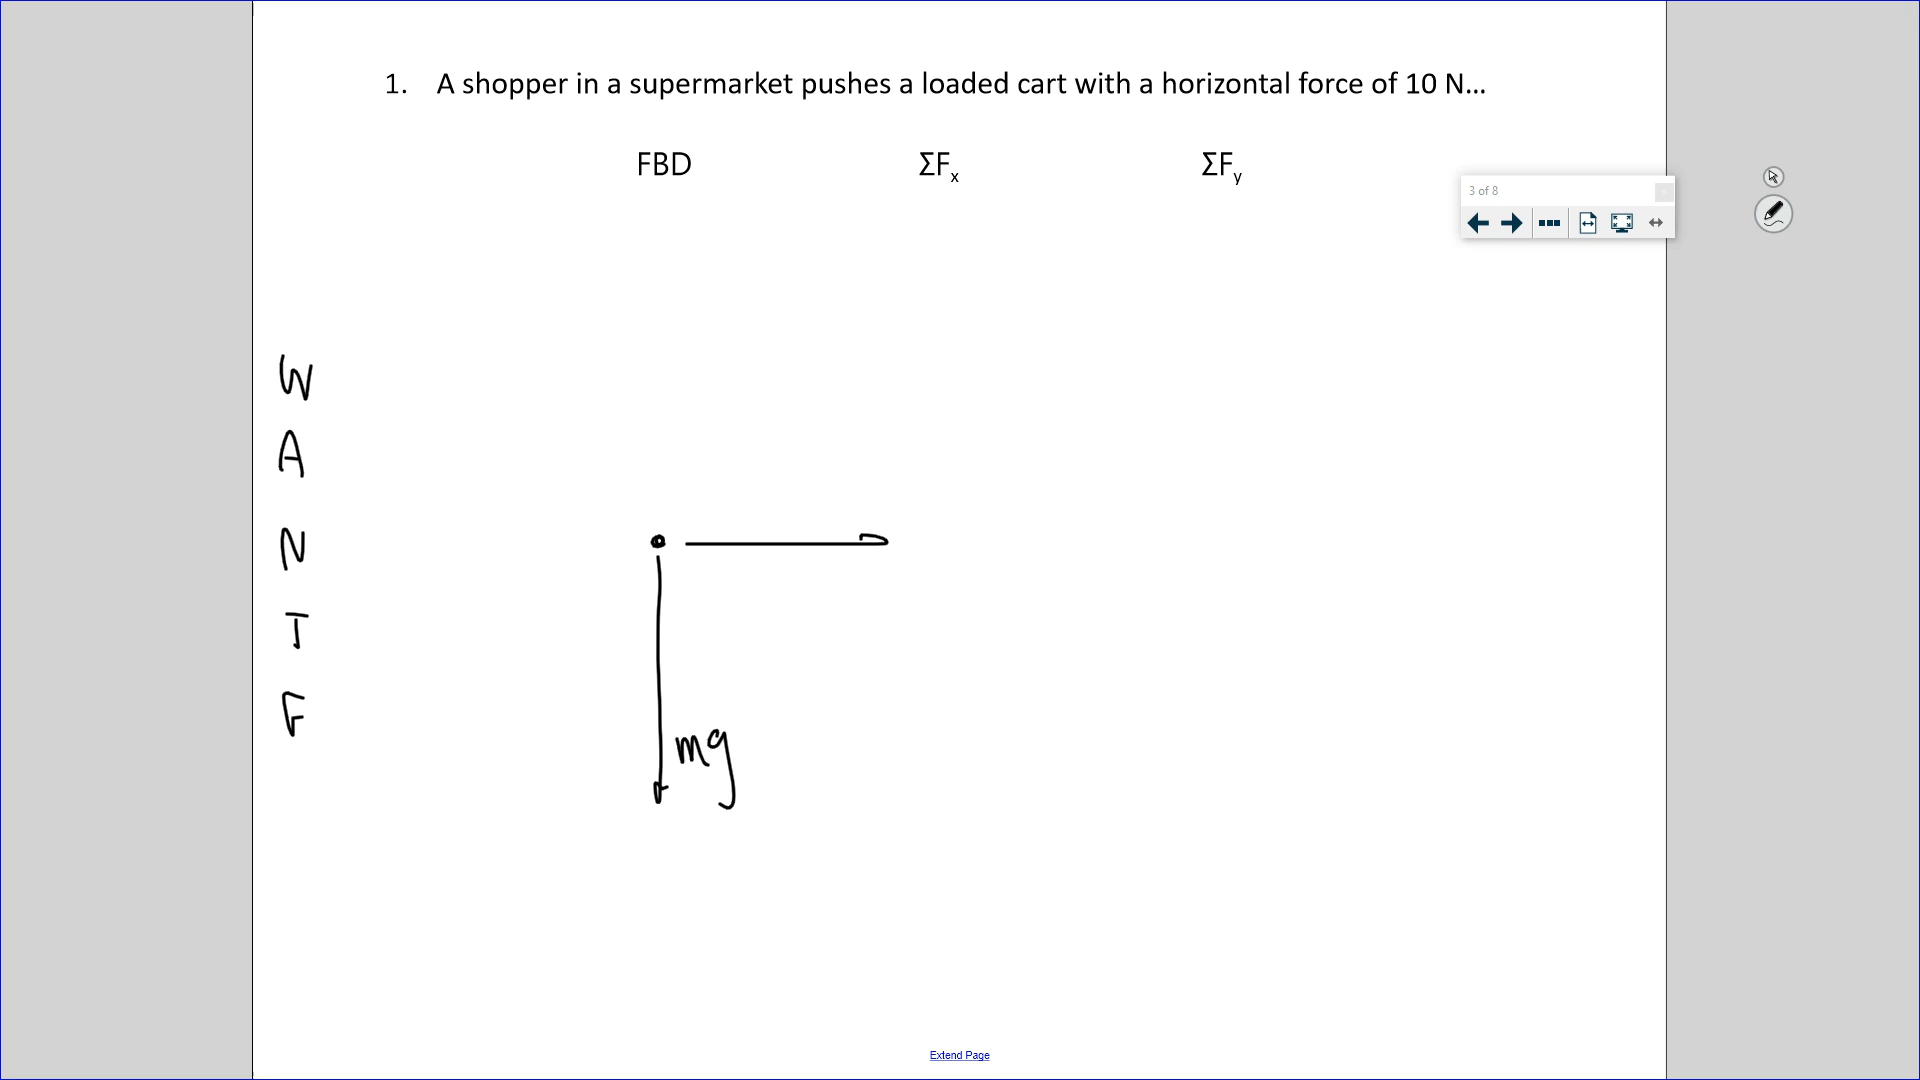 1. A shopper in a supermarket pushes a loaded cart with a horizontal force of 10 N...
FBD ΣFx ΣFy
3 of 8
W
A
N
T
F
mg
Extend Page